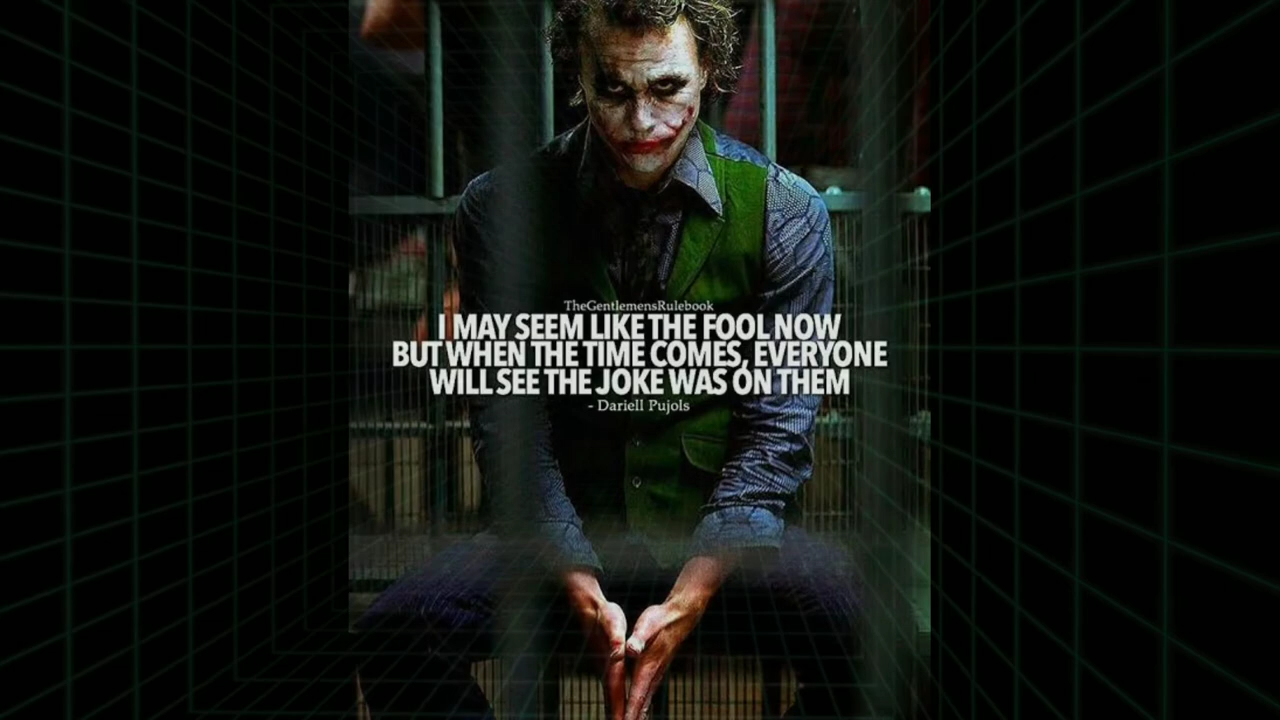 TheGentlemensRulebook
I MAY SEEM LIKE THE FOOL NOW
BUT WHEN THE TIME COMES, EVERYONE
WILL SEE THE JOKE WAS ON THEM
- Dariell Pujols